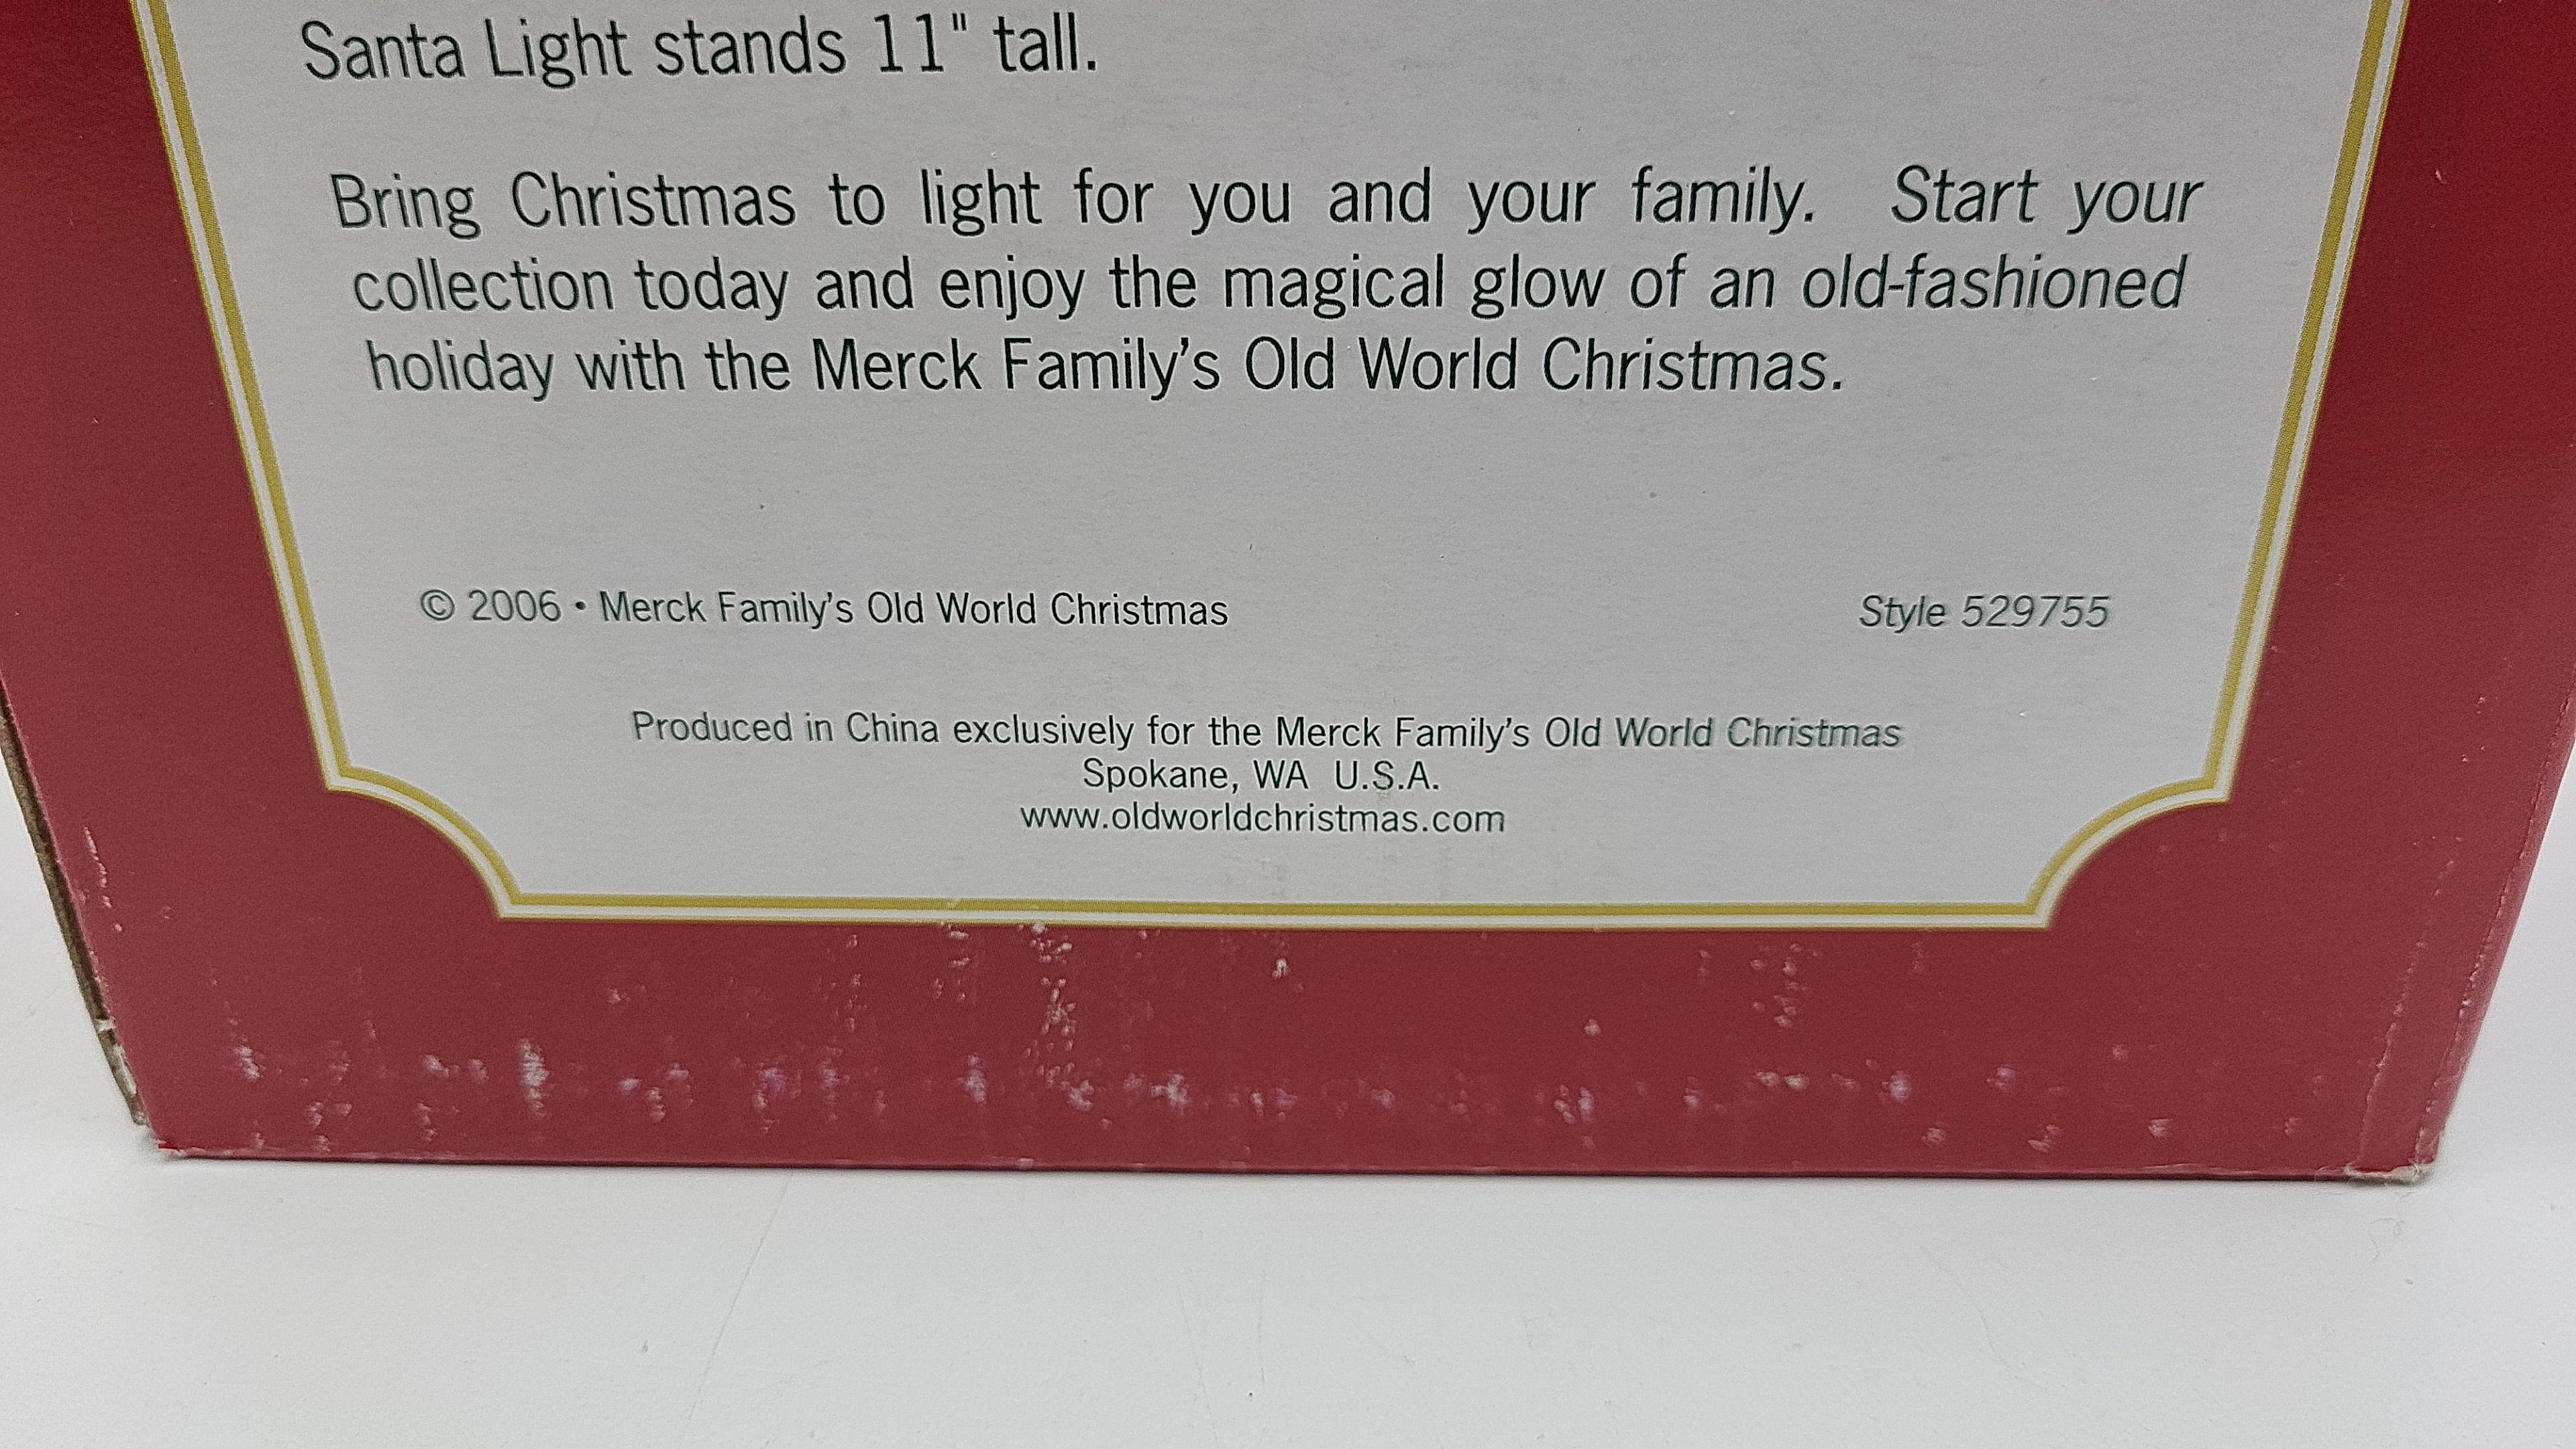 Santa Light stands 11" tall.
Bring Christmas to light for you and your family. Start your
collection today and enjoy the magical glow of an old-fashioned
holiday with the Merck Family's Old World Christmas.
© 2006 • Merck Family's Old World Christmas
Style 529755
Produced in China exclusively for the Merck Family's Old World Christmas
Spokane, WA U.S.A.
www.oldworldchristmas.com